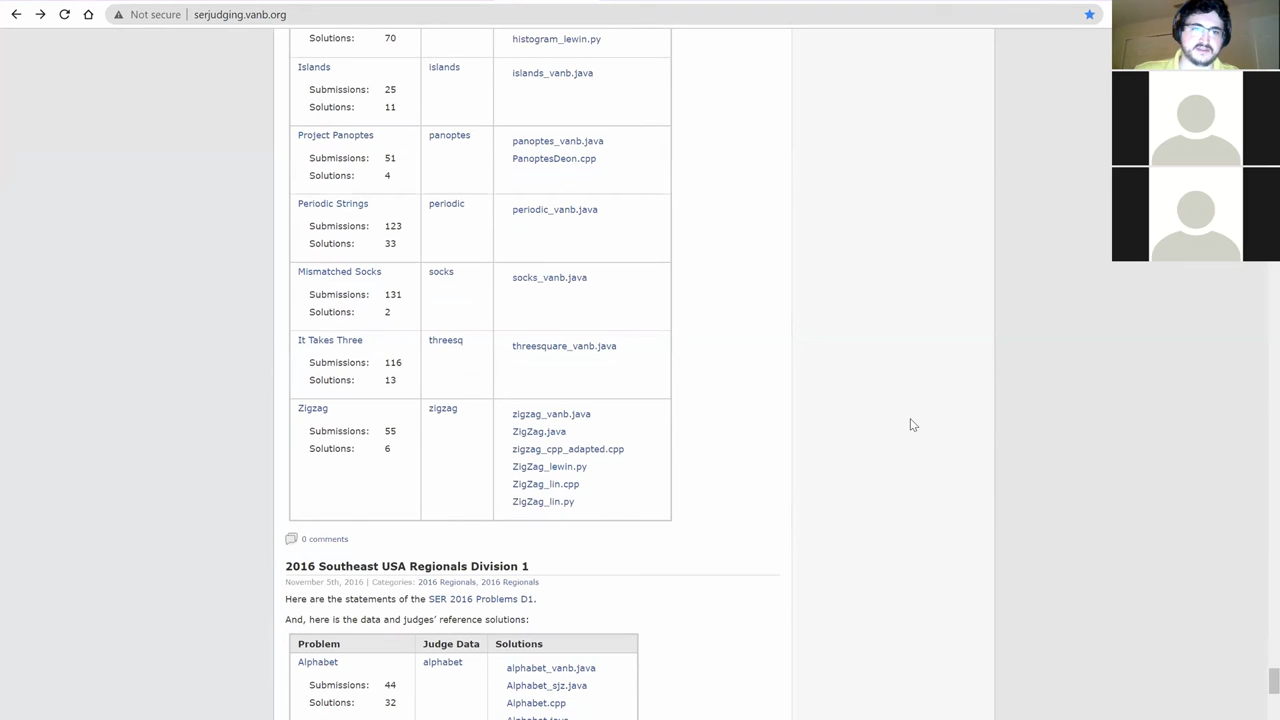 Not secure
serjudging.vanb.org
Solutions: 70
histogram_lewin.py
Islands
islands
islands_vanb.java
Submissions: 25
Solutions: 11
Project Panoptes
panoptes
panoptes_vanb.java
Submissions: 51
PanoptesDeon.cpp
Solutions: 4
Periodic Strings
periodic
periodic_vanb.java
Submissions: 123
Solutions: 33
Mismatched Socks
socks
socks_vanb.java
Submissions: 131
Solutions: 2
It Takes Three
threesq
threesquare_vanb.java
Submissions: 116
Solutions: 13
Zigzag
zigzag
zigzag_vanb.java
Submissions: 55
ZigZag.java
Solutions: 6
zigzag_cpp_adapted.cpp
ZigZag_lewin.py
ZigZag_lin.cpp
ZigZag_lin.py
0 comments
2016 Southeast USA Regionals Division 1
November 5th, 2016 | Categories: 2016 Regionals, 2016 Regionals
Here are the statements of the SER 2016 Problems D1.
And, here is the data and judges' reference solutions:
Problem Judge Data Solutions
Alphabet
alphabet
alphabet_vanb.java
Submissions: 44
Alphabet_sjz.java
Solutions: 32
Alphabet.cpp